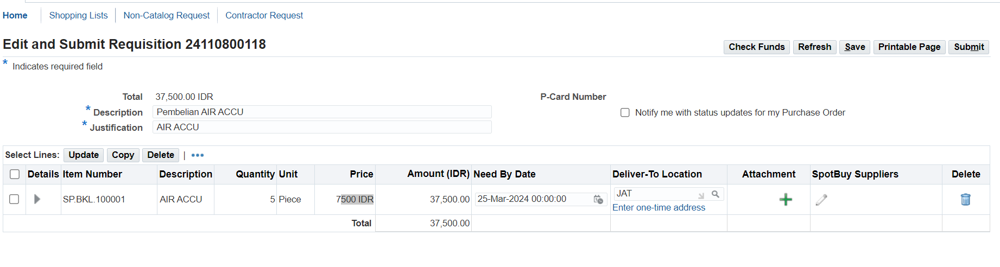 Home Shopping Lists Non-Catalog Request Contractor Request
Edit and Submit Requisition 24110800118
Check Funds Refresh Save Printable Page Submit
* Indicates required field
Total 37,500.00 IDR
P-Card Number
* Description Pembelian AIR ACCU
Notify me with status updates for my Purchase Order
* Justification AIR ACCU
Select Lines: Update Copy Delete | •••
Details Item Number Description Quantity Unit Price Amount (IDR) Need By Date Deliver-To Location Attachment SpotBuy Suppliers Delete
SP.BKL.100001 AIR ACCU 5 Piece 7500 IDR 37,500.00 25-Mar-2024 00:00:00 JAT
Enter one-time address
Total 37,500.00